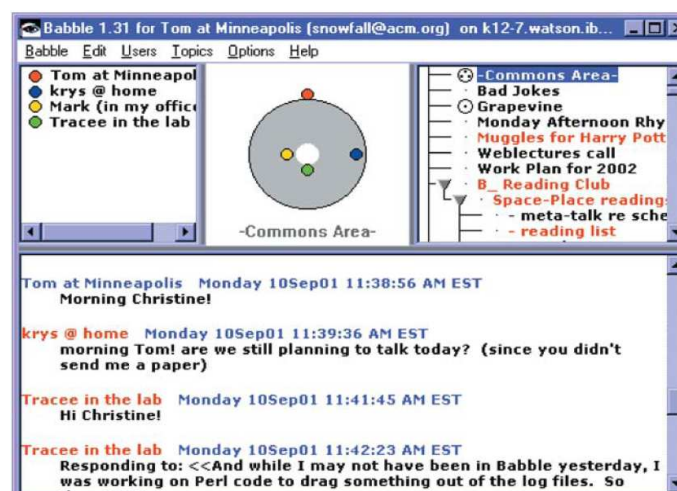 Babble 1.31 for Tom at Minneapolis (snowfall@acm.org) on k12-7.watson.ib...
Babble Edit Users Topics Options Help
Tom at Minneapol
krys @ home
Mark (in my offic
Tracee in the lab
-Commons Area-
-Commons Area-
Bad Jokes
Grapevine
Monday Afternoon Rhy
Muggles for Harry Pott
Weblectures call
Work Plan for 2002
B_ Reading Club
Space-Place reading
- meta-talk re sche
- reading list
Tom at Minneapolis Monday 10Sep01 11:38:56 AM EST
Morning Christine!
krys @ home Monday 10Sep01 11:39:36 AM EST
morning Tom! are we still planning to talk today? (since you didn't
send me a paper)
Tracee in the lab Monday 10Sep01 11:41:45 AM EST
Hi Christine!
Tracee in the lab Monday 10Sep01 11:42:23 AM EST
Responding to: <<And while I may not have been in Babble yesterday, I
was working on Perl code to drag something out of the log files. So